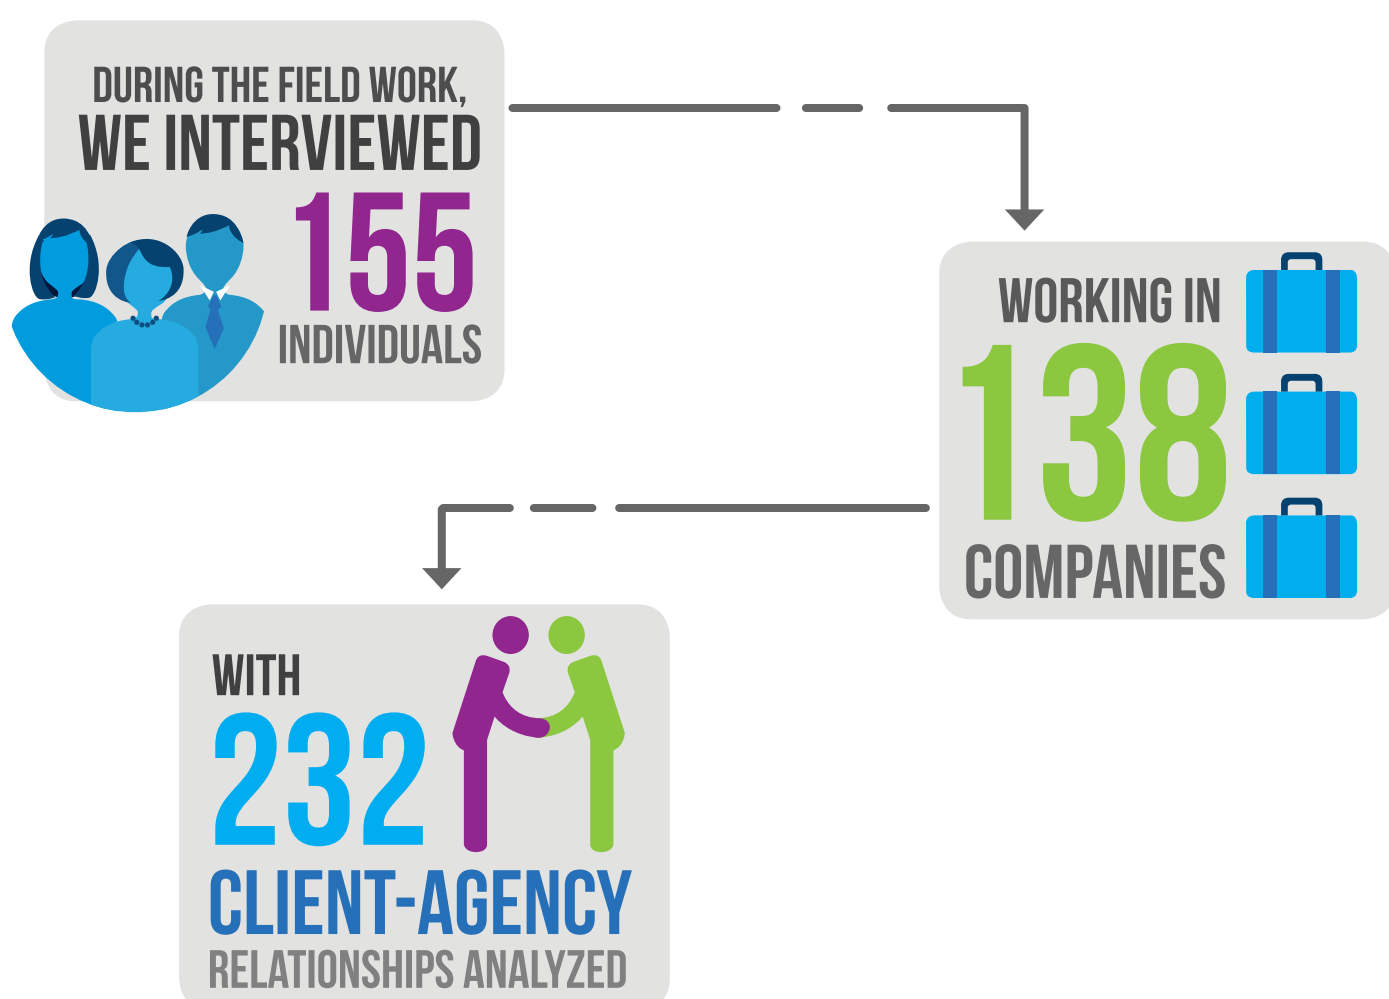 DURING THE FIELD WORK,
WE INTERVIEWED
155
INDIVIDUALS
WORKING IN
138
COMPANIES
WITH
232
CLIENT-AGENCY
RELATIONSHIPS ANALYZED